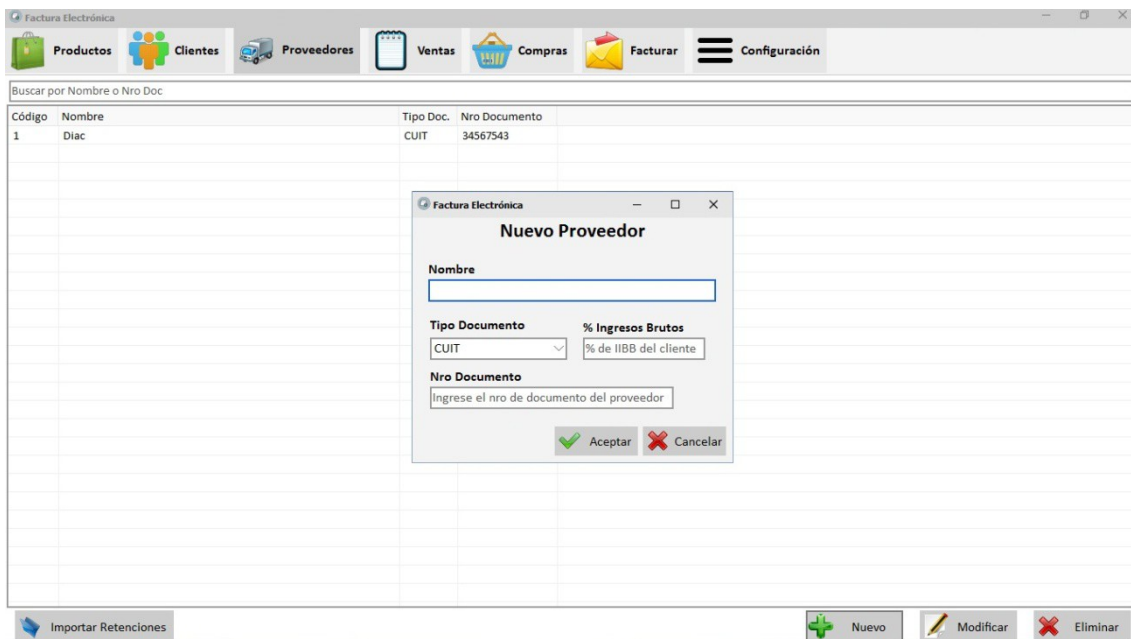 Factura Electrónica
Productos Clientes Proveedores Ventas Compras Facturar Configuración
Buscar por Nombre o Nro Doc
Código Nombre Tipo Doc. Nro Documento
1 Diac CUIT 34567543
Factura Electrónica
Nuevo Proveedor
Nombre
Tipo Documento % Ingresos Brutos
CUIT % de IIBB del cliente
Nro Documento
Ingrese el nro de documento del proveedor
Aceptar Cancelar
Importar Retenciones Nuevo Modificar Eliminar